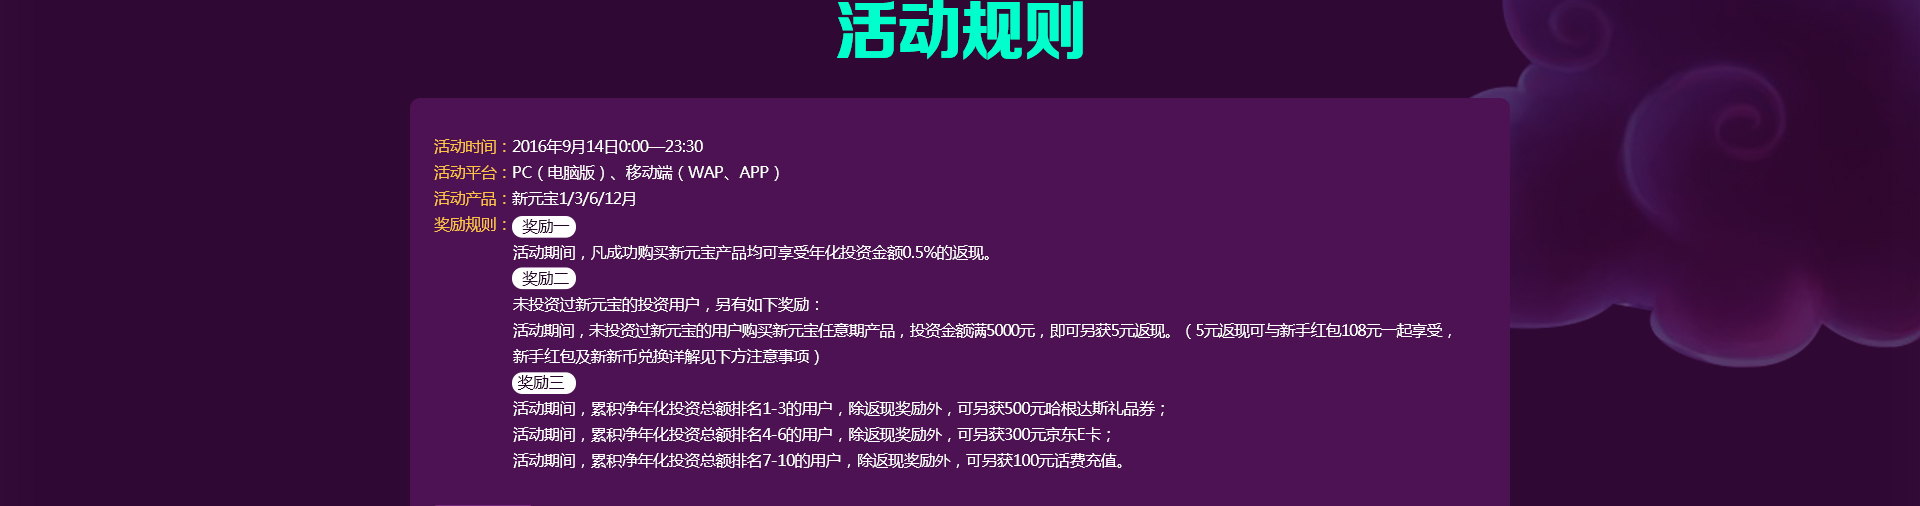 活动规则
活动时间：2016年9月14日0:00—23:30
活动平台：PC（电脑版）、移动端（WAP、APP）
活动产品：新元宝1/3/6/12月
奖励规则：奖励一
活动期间，凡成功购买新元宝产品均可享受年化投资金额0.5%的返现。
奖励二
未投资过新元宝的投资用户，另有如下奖励：
活动期间，未投资过新元宝的用户购买新元宝任意期产品，投资金额满5000元，即可另获5元返现。（5元返现可与新手红包108元一起享受，
新手红包及新新币兑换详解见下方注意事项）
奖励三
活动期间，累积净年化投资总额排名1-3的用户，除返现奖励外，可另获500元哈根达斯礼品券；
活动期间，累积净年化投资总额排名4-6的用户，除返现奖励外，可另获300元京东E卡；
活动期间，累积净年化投资总额排名7-10的用户，除返现奖励外，可另获100元话费充值。